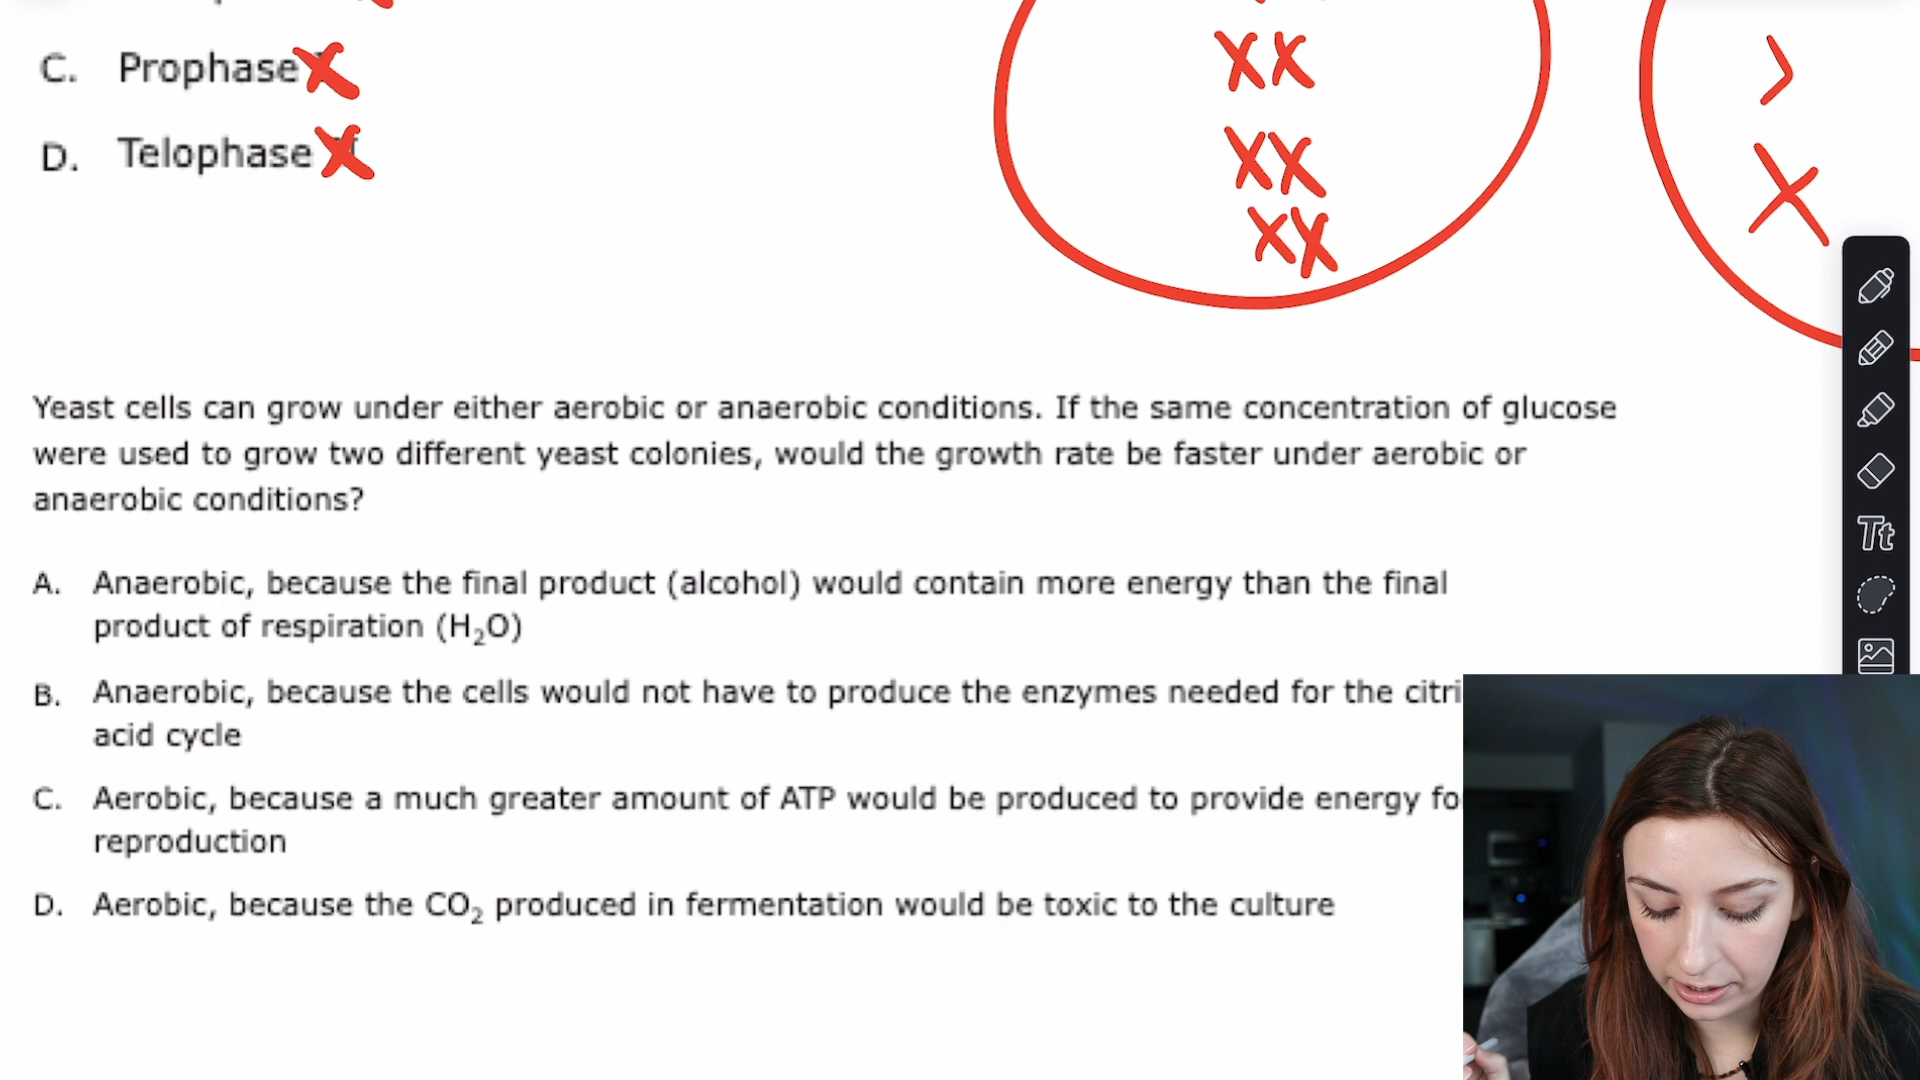 C. Prophase
D. Telophase
XX
XX
XX
Yeast cells can grow under either aerobic or anaerobic conditions. If the same concentration of glucose
were used to grow two different yeast colonies, would the growth rate be faster under aerobic or
anaerobic conditions?
A. Anaerobic, because the final product (alcohol) would contain more energy than the final
product of respiration (H₂O)
B. Anaerobic, because the cells would not have to produce the enzymes needed for the citri
acid cycle
C. Aerobic, because a much greater amount of ATP would be produced to provide energy fo
reproduction
D. Aerobic, because the CO₂ produced in fermentation would be toxic to the culture
Tt